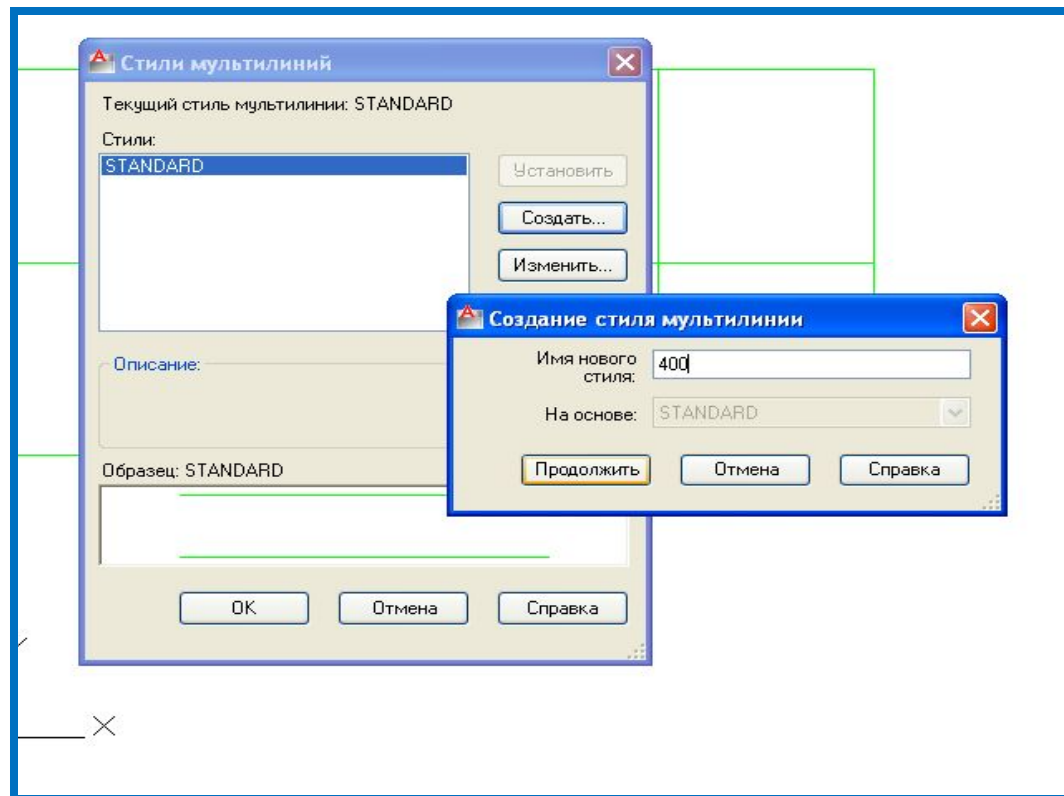 Стили мультилиний
Текущий стиль мультилинии: STANDARD
Стили:
STANDARD
Установить
Создать...
Изменить...
Создание стиля мультилинии
Имя нового
стиля:
400
На основе:
STANDARD
Продолжить
Отмена
Справка
Описание:
Образец: STANDARD
ОК
Отмена
Справка
X